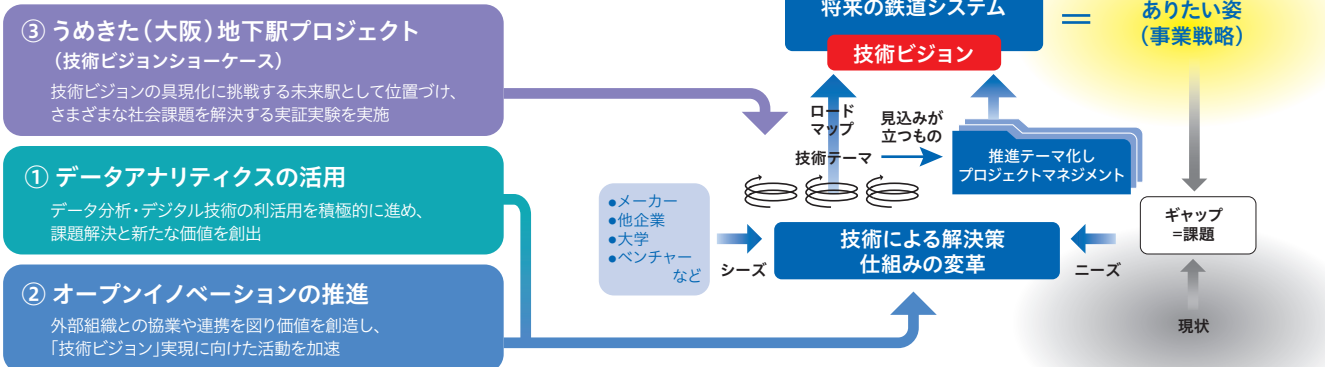 ③ うめきた(大阪)地下駅プロジェクト
(技術ビジョンショーケース)
技術ビジョンの具現化に挑戦する未来駅として位置づけ、
さまざまな社会課題を解決する実証実験を実施
① データアナリティクスの活用
データ分析・デジタル技術の利活用を積極的に進め、
課題解決と新たな価値を創出
② オープンイノベーションの推進
外部組織との協業や連携を図り価値を創造し、
「技術ビジョン」実現に向けた活動を加速
将来の鉄道システム
技術ビジョン
=
ありたい姿
(事業戦略)
ロード
マップ
見込みが
立つもの
技術テーマ
推進テーマ化し
プロジェクトマネジメント
●メーカー
●他企業
●大学
●ベンチャー
など
シーズ
技術による解決策
仕組みの変革
ニーズ
ギャップ
=課題
現状